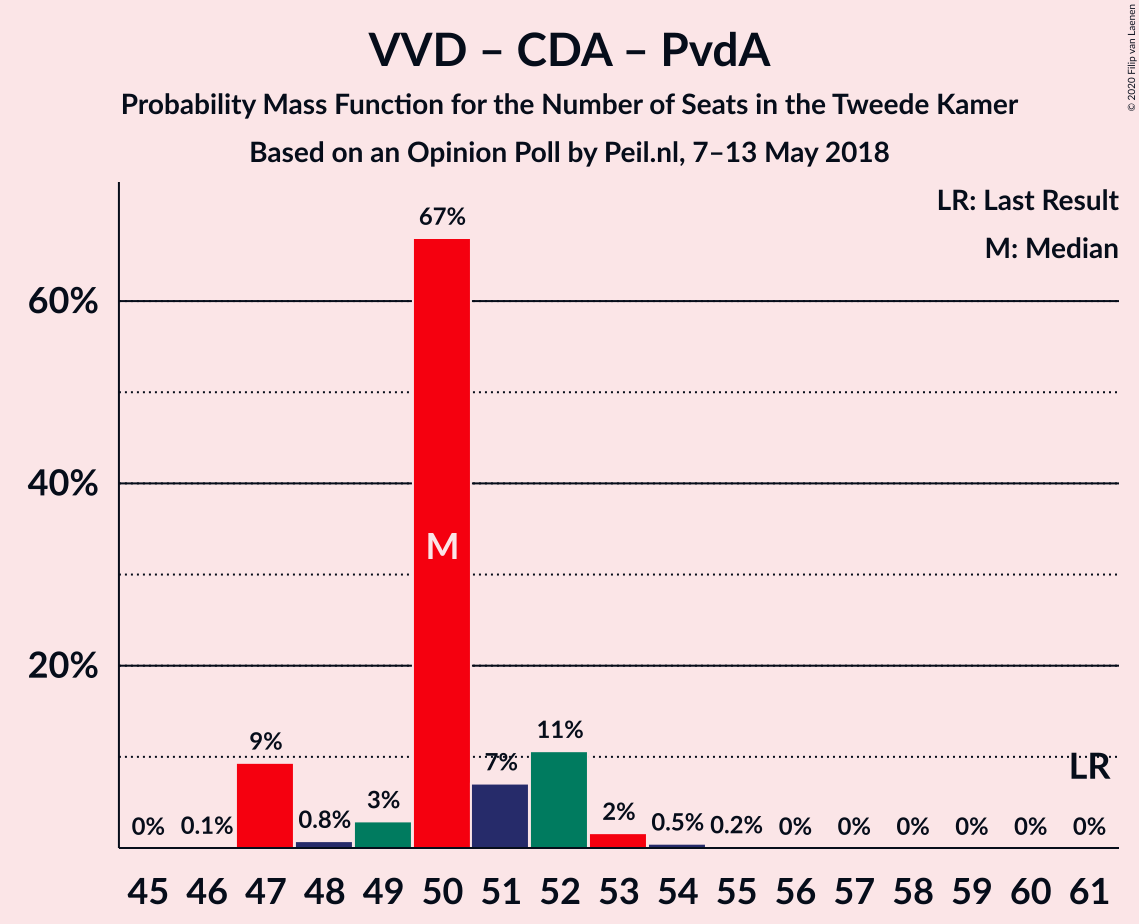 VVD – CDA – PvdA
Probability Mass Function for the Number of Seats in the Tweede Kamer
Based on an Opinion Poll by Peil.nl, 7–13 May 2018
© 2020 Filip van Laenen
LR: Last Result
M: Median
67%
60%
40%
M
20%
11%
9%
7%
LR
3%
2%
0% 0.1% 0.8% 0.5% 0.2% 0% 0% 0% 0% 0% 0%
45 46 47 48 49 50 51 52 53 54 55 56 57 58 59 60 61